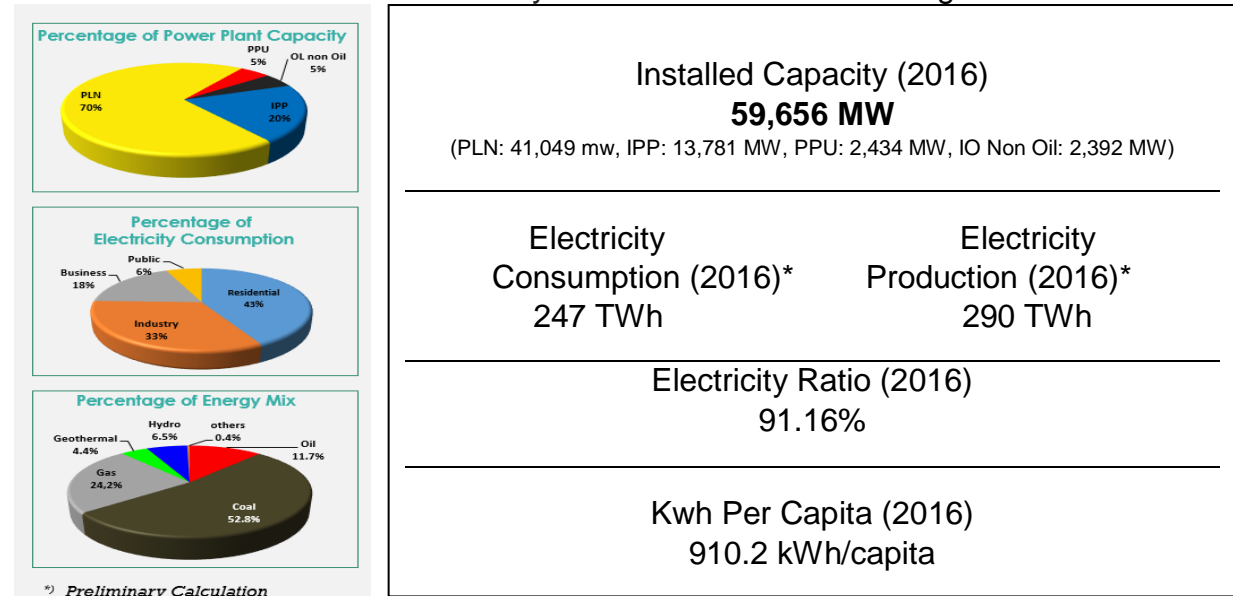 Percentage of Power Plant Capacity
PPU
5%
OL non Oil
5%
PLN
70%
IPP
20%
Percentage of
Electricity Consumption
Public
6%
Business
18%
Residential
43%
Industry
33%
Percentage of Energy Mix
Hydro
6.5%
others
0.4%
Geothermal
4.4%
Oil
11.7%
Gas
24,2%
Coal
52.8%
*) Preliminary Calculation
Installed Capacity (2016)
59,656 MW
(PLN: 41,049 mw, IPP: 13,781 MW, PPU: 2,434 MW, IO Non Oil: 2,392 MW)
Electricity
Consumption (2016)*
247 TWh
Electricity
Production (2016)*
290 TWh
Electricity Ratio (2016)
91.16%
Kwh Per Capita (2016)
910.2 kWh/capita